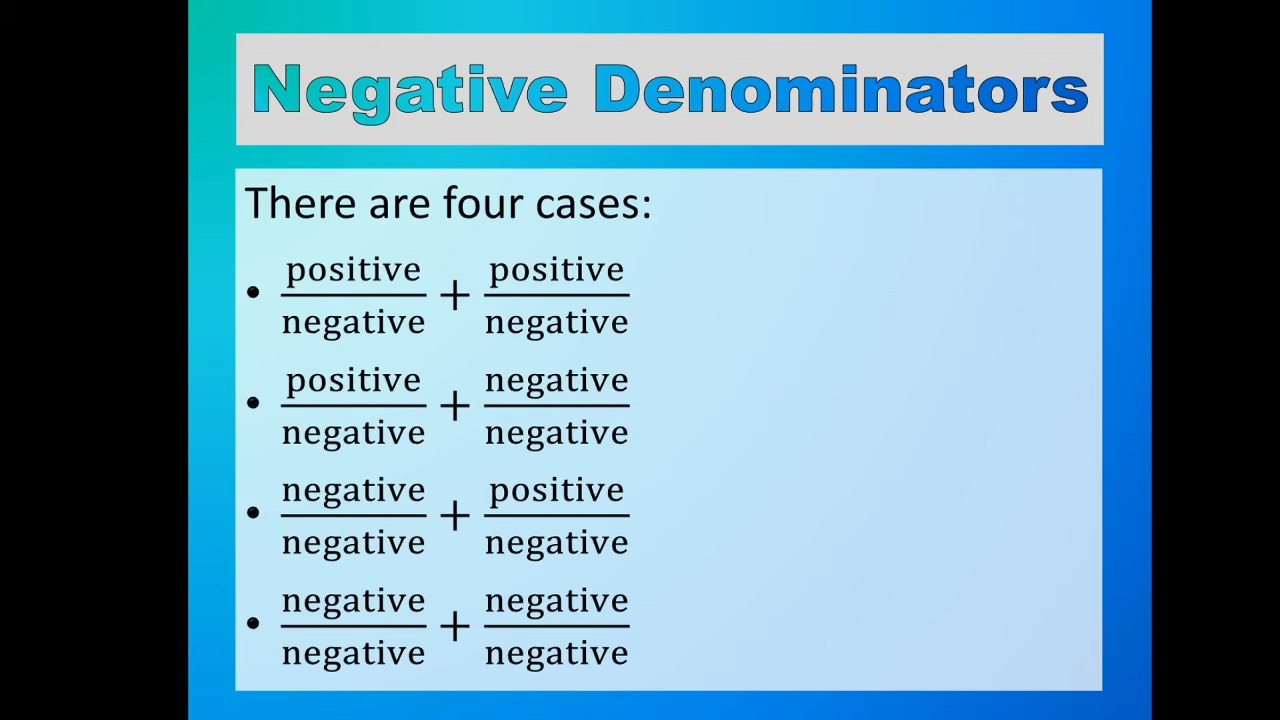 Negative Denominators
There are four cases:
• positive/negative + positive/negative
• positive/negative + negative/negative
• negative/negative + positive/negative
• negative/negative + negative/negative